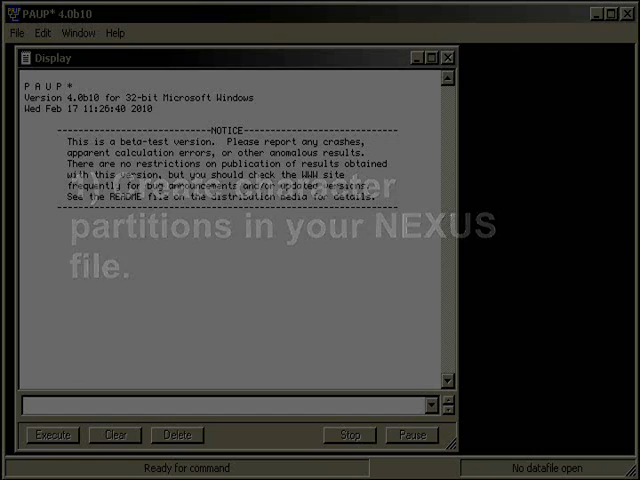 PAUP* 4.0b10
File Edit Window Help
Display
P A U P *
Version 4.0b10 for 32-bit Microsoft Windows
Wed Feb 17 11:26:40 2010
-----------------------------NOTICE-----------------------------
This is a beta-test version. Please report any crashes,
apparent calculation errors, or other anomalous results.
There are no restrictions on publication of results obtained
with this version, but you should check the WWW site
frequently for bug announcements and/or updated versions.
See the README file on the distribution media for details.
----------------------------------------------------------------
1) Create character
partitions in your NEXUS
file.
Execute Clear Delete Stop Pause
Ready for command No datafile open